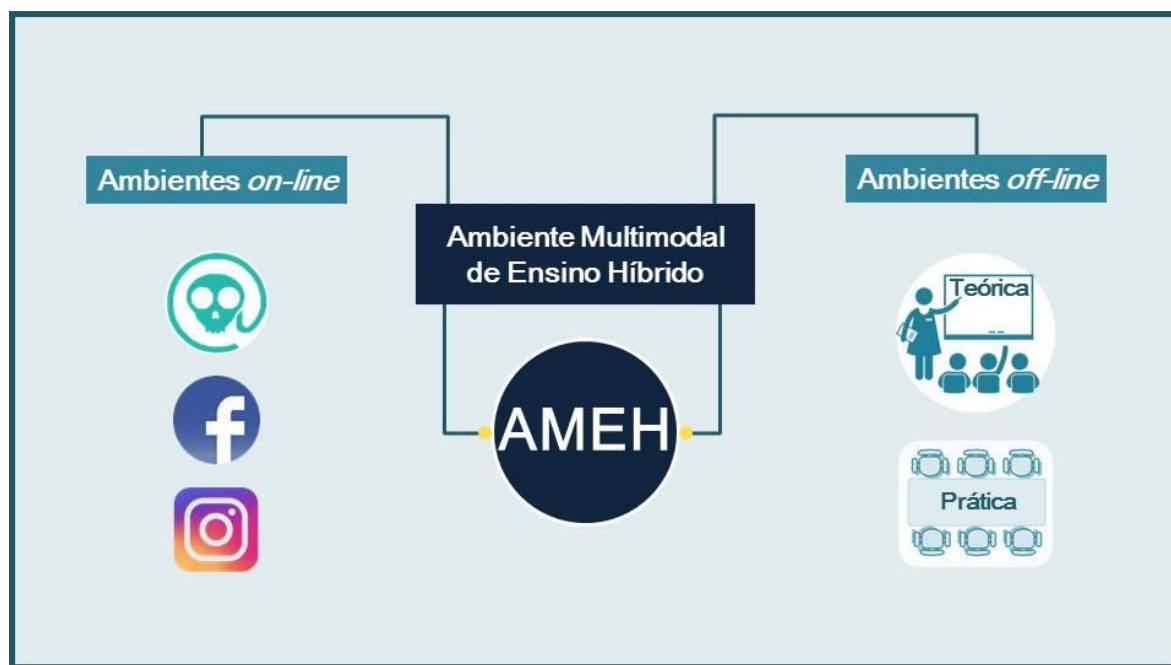 Ambientes on-line
Ambientes off-line
Ambiente Multimodal
de Ensino Híbrido
Teórica
AMEH
Prática